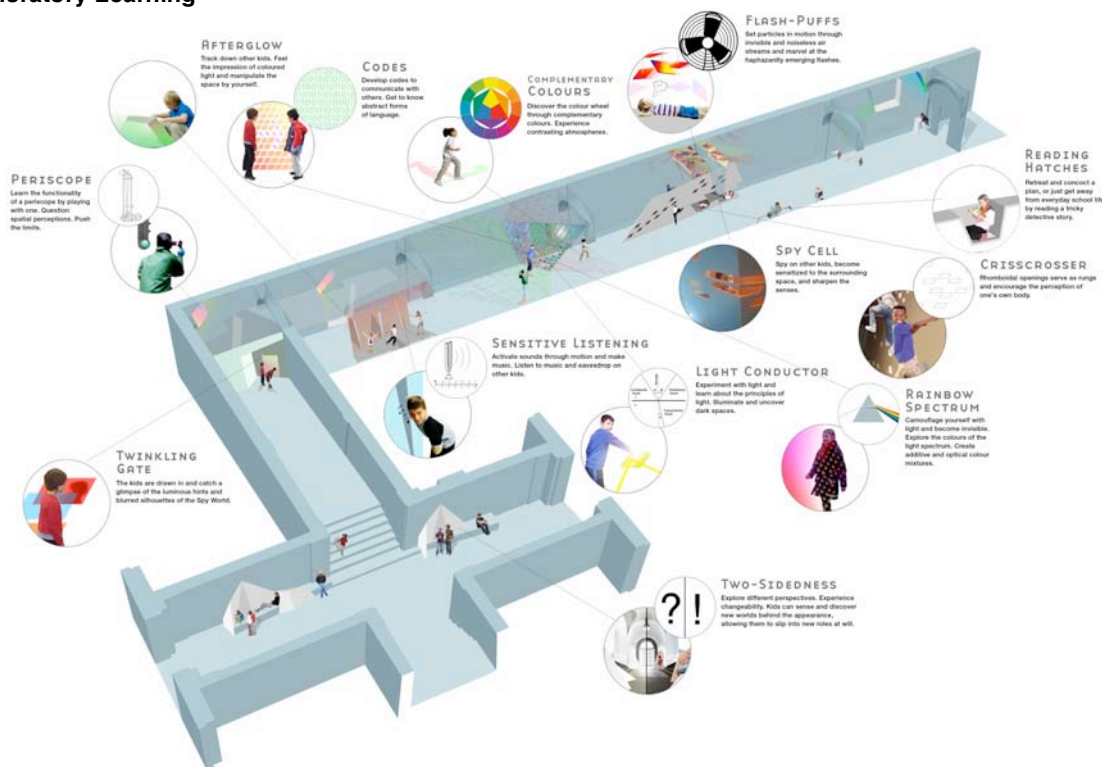 oratory Learning
FLASH-PUFFS
Set particles in motion through
invisible and noiseless air
streams and marvel at the
haphazardly emerging flashes.
AFTERGLOW
Track down other kids. Feel
the impression of coloured
light and manipulate the
space by yourself.
CODES
Develop codes to
communicate with
others. Get to know
abstract forms
of language.
COMPLEMENTARY
COLOURS
Discover the colour wheel
through complementary
colours. Experience
contrasting atmospheres.
PERISCOPE
Learn the functionality
of a periscope by playing
with one. Question
spatial perceptions. Push
the limits.
READING
HATCHES
Retreat and concoct a
plan, or just get away
from everyday school life
by reading a tricky
detective story.
SPY CELL
Spy on other kids, become
sensitized to the surrounding
space, and sharpen the
senses.
CRISSCROSSER
Rhomboidal openings serve as rungs
and encourage the perception of
one's own body.
SENSITIVE LISTENING
Activate sounds through motion and make
music. Listen to music and eavesdrop on
other kids.
LIGHT CONDUCTOR
Experiment with light and
learn about the principles of
light. Illuminate and uncover
dark spaces.
RAINBOW
SPECTRUM
Camouflage yourself with
light and become invisible.
Explore the colours of the
light spectrum. Create
additive and optical colour
mixtures.
TWINKLING
GATE
The kids are drawn in and catch a
glimpse of the luminous hints and
blurred silhouettes of the Spy World.
TWO-SIDEDNESS
Explore different perspectives. Experience
changeability. Kids can sense and discover
new worlds behind the appearance,
allowing them to slip into new roles at will.
?!